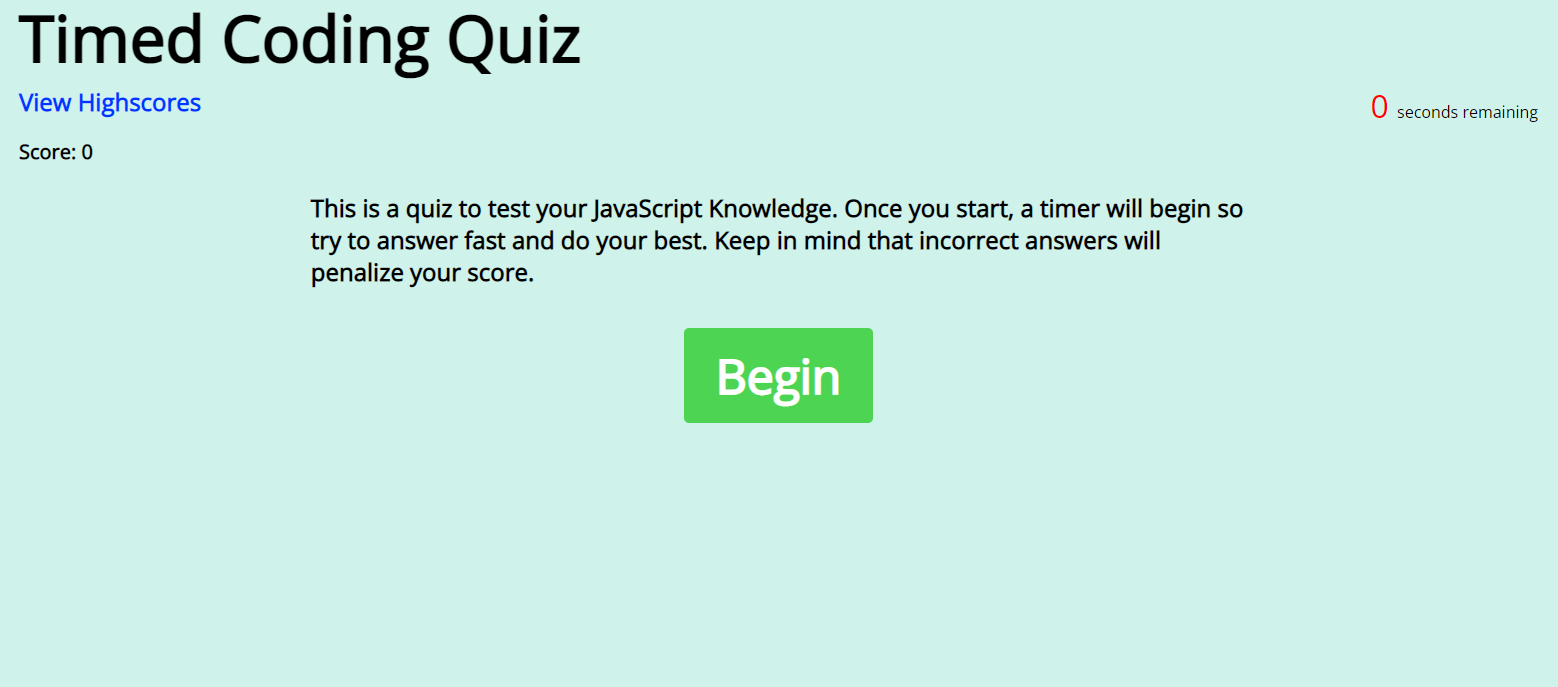 Timed Coding Quiz
View Highscores
0 seconds remaining
Score: 0
This is a quiz to test your JavaScript Knowledge. Once you start, a timer will begin so
try to answer fast and do your best. Keep in mind that incorrect answers will
penalize your score.
Begin